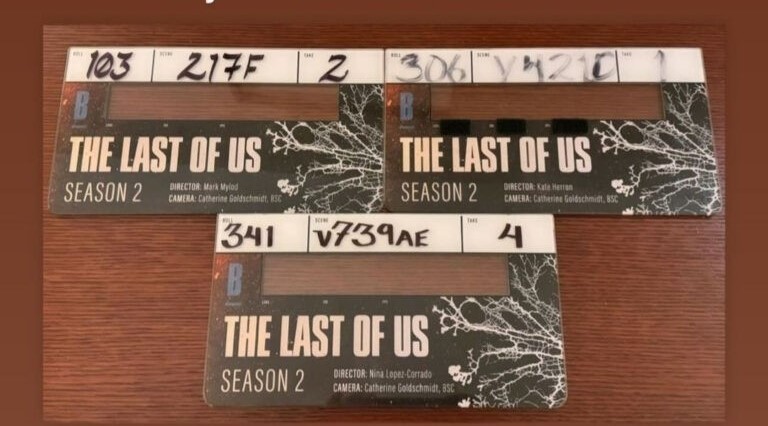 ROLL SCENE TAKE
103 217F 2
B
THE LAST OF US
SEASON 2
DIRECTOR: Mark Mylod
CAMERA: Catherine Goldschmidt, BSC
ROLL SCENE TAKE
306 V421C 1
B
THE LAST OF US
SEASON 2
DIRECTOR: Kate Herron
CAMERA: Catherine Goldschmidt, BSC
ROLL SCENE TAKE
341 V739AE 4
B
THE LAST OF US
SEASON 2
DIRECTOR: Nina Lopez-Corrado
CAMERA: Catherine Goldschmidt, BSC